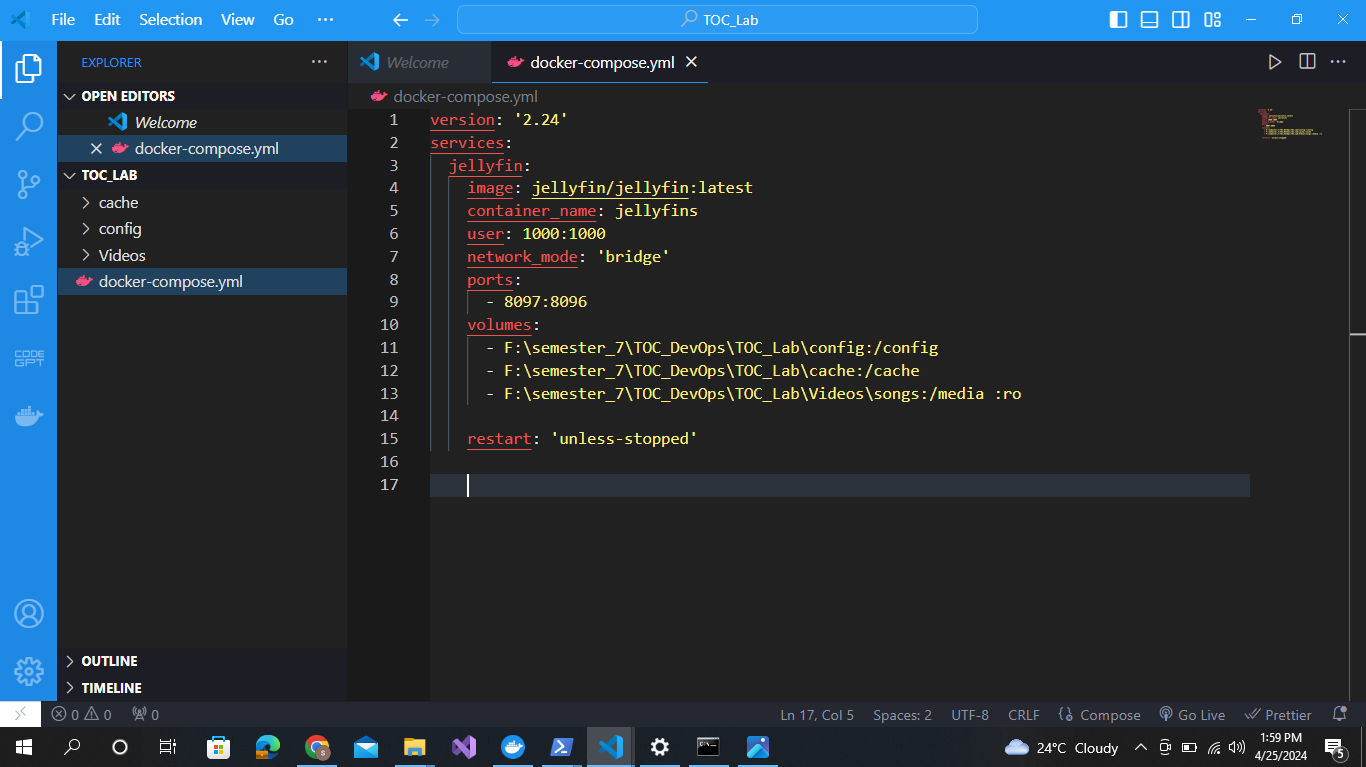 File Edit Selection View Go ··· TOC_Lab
EXPLORER ···
OPEN EDITORS
Welcome
docker-compose.yml
TOC_LAB
cache
config
Videos
docker-compose.yml
OUTLINE
TIMELINE
CODE
GPT
Welcome docker-compose.yml
docker-compose.yml
1 version: '2.24'
2 services:
3 jellyfin:
4 image: jellyfin/jellyfin:latest
5 container_name: jellyfins
6 user: 1000:1000
7 network_mode: 'bridge'
8 ports:
9 - 8097:8096
10 volumes:
11 - F:\semester_7\TOC_DevOps\TOC_Lab\config:/config
12 - F:\semester_7\TOC_DevOps\TOC_Lab\cache:/cache
13 - F:\semester_7\TOC_DevOps\TOC_Lab\Videos\songs:/media :ro
14
15 restart: 'unless-stopped'
16
17
0 0 0 Ln 17, Col 5 Spaces: 2 UTF-8 CRLF {} Compose Go Live Prettier
24°C Cloudy 1:59 PM
4/25/2024
5